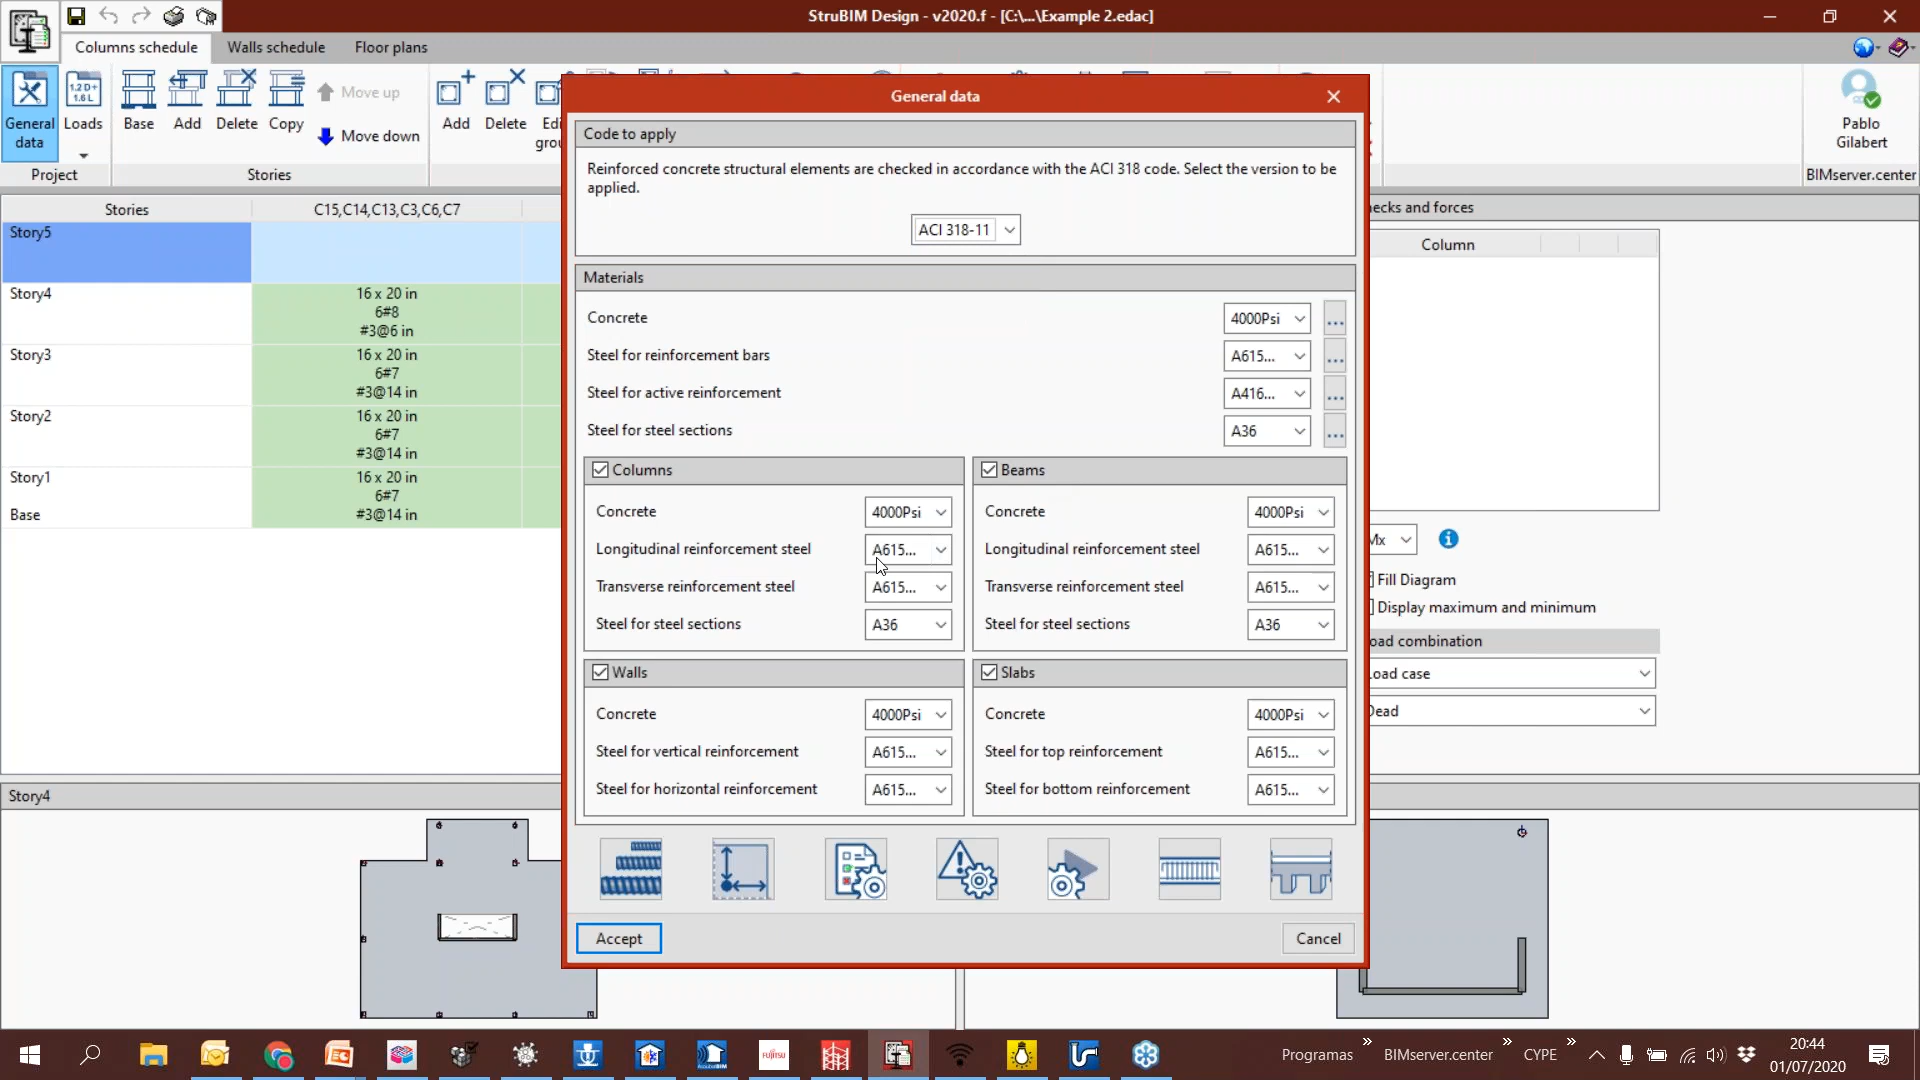 StruBIM Design - v2020.f - [C:\...\Example 2.edac]
Columns schedule
Walls schedule
Floor plans
General data
Loads
Project
Base
Add
Delete
Copy
Move up
Move down
Stories
Add
Delete
1.2 D+
1.6 L
Pablo
Gilabert
BIMserver.center
Stories
C15,C14,C13,C3,C6,C7
Story5
Story4
16 x 20 in
6#8
#3@6 in
Story3
16 x 20 in
6#7
#3@14 in
Story2
16 x 20 in
6#7
#3@14 in
Story1
16 x 20 in
6#7
Base
#3@14 in
General data
Code to apply
Reinforced concrete structural elements are checked in accordance with the ACI 318 code. Select the version to be
applied.
ACI 318-11
Materials
Concrete
4000Psi
...
Steel for reinforcement bars
A615...
...
Steel for active reinforcement
A416...
...
Steel for steel sections
A36
...
Columns
Concrete
4000Psi
Longitudinal reinforcement steel
A615...
Transverse reinforcement steel
A615...
Steel for steel sections
A36
Beams
Concrete
4000Psi
Longitudinal reinforcement steel
A615...
Transverse reinforcement steel
A615...
Steel for steel sections
A36
Walls
Concrete
4000Psi
Steel for vertical reinforcement
A615...
Steel for horizontal reinforcement
A615...
Slabs
Concrete
4000Psi
Steel for top reinforcement
A615...
Steel for bottom reinforcement
A615...
Accept
Cancel
and forces
Column
Mx
Fill Diagram
Display maximum and minimum
combination
case
Dead
Story4
FUJITSU
Programas
BIMserver.center
CYPE
20:44
01/07/2020